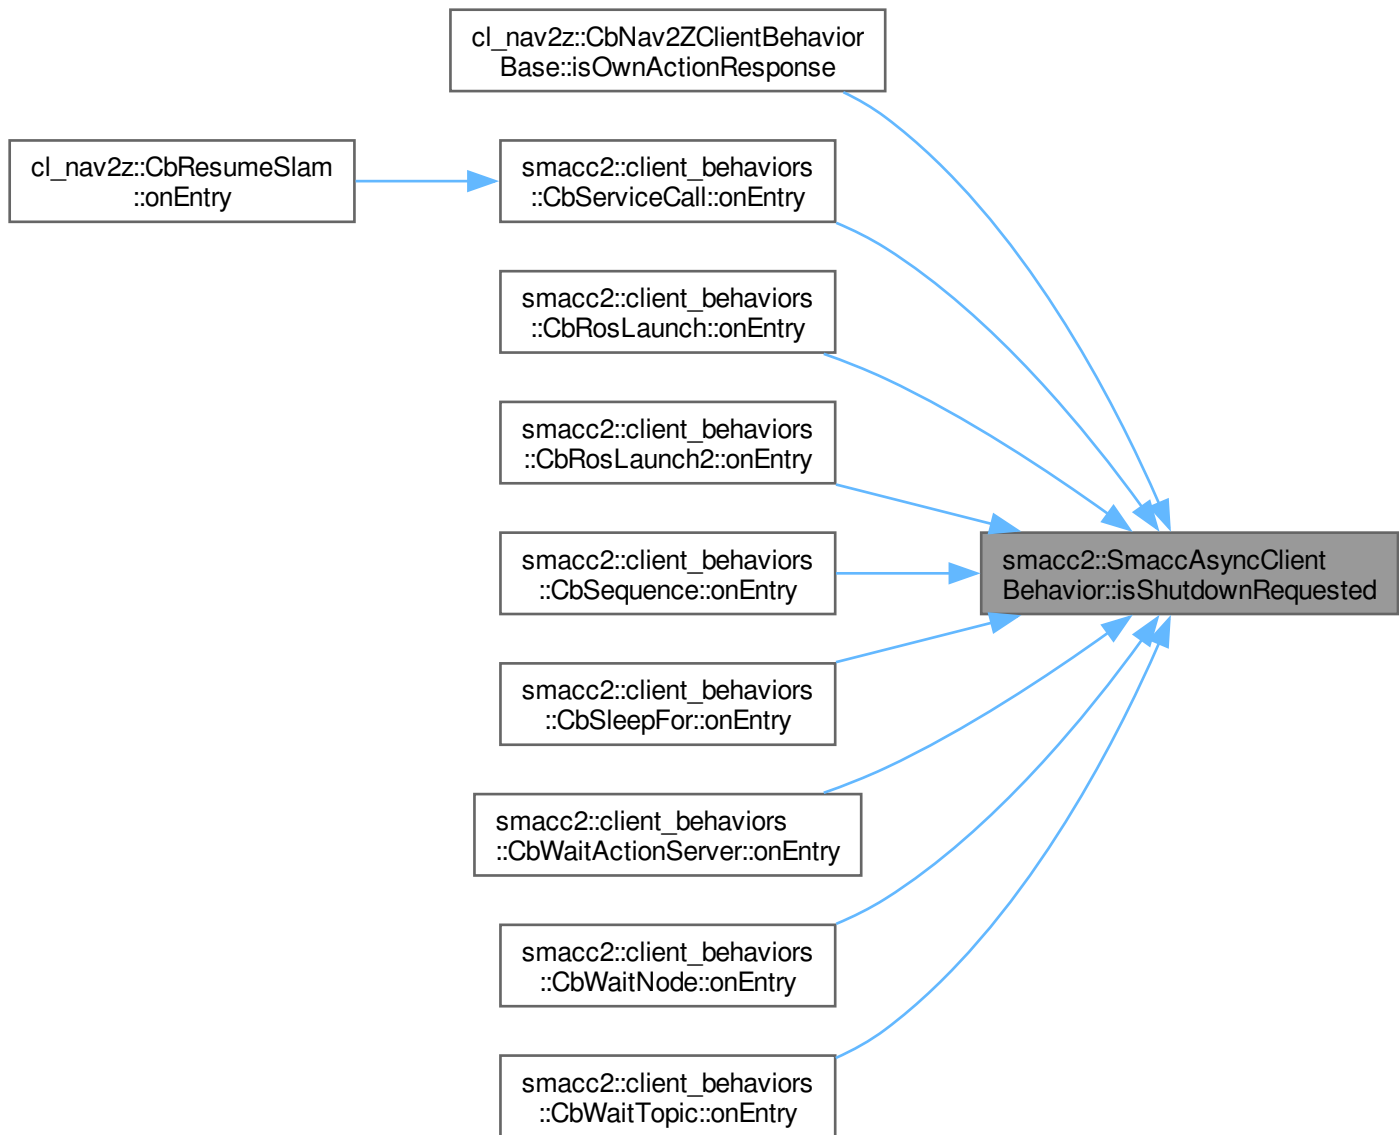 cl_nav2z::CbNav2ZClientBehavior
Base::isOwnActionResponse
cl_nav2z::CbResumeSlam
::onEntry
smacc2::client_behaviors
::CbServiceCall::onEntry
smacc2::client_behaviors
::CbRosLaunch::onEntry
smacc2::client_behaviors
::CbRosLaunch2::onEntry
smacc2::client_behaviors
::CbSequence::onEntry
smacc2::SmaccAsyncClient
Behavior::isShutdownRequested
smacc2::client_behaviors
::CbSleepFor::onEntry
smacc2::client_behaviors
::CbWaitActionServer::onEntry
smacc2::client_behaviors
::CbWaitNode::onEntry
smacc2::client_behaviors
::CbWaitTopic::onEntry